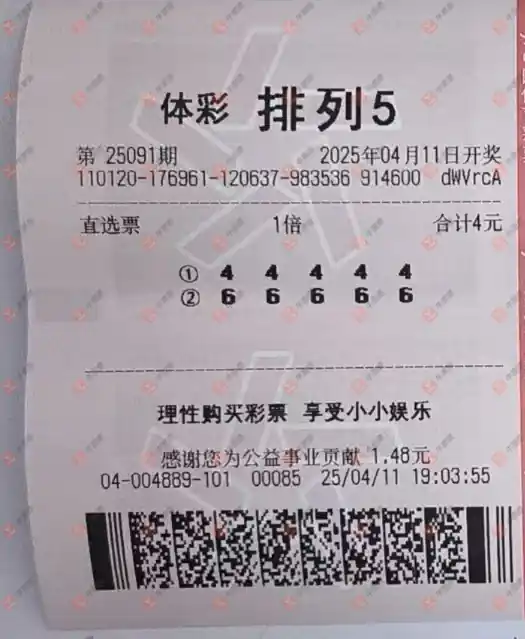 体彩 排列5
第 25091期 2025年04月11日开奖
110120-176961-120637-983536 914600 dWVrcA
直选票 1倍 合计4元
① 4 4 4 4 4
② 6 6 6 6 6
理性购买彩票 享受小小娱乐
感谢您为公益事业贡献 1.48元
04-004889-101 00085 25/04/11 19:03:55